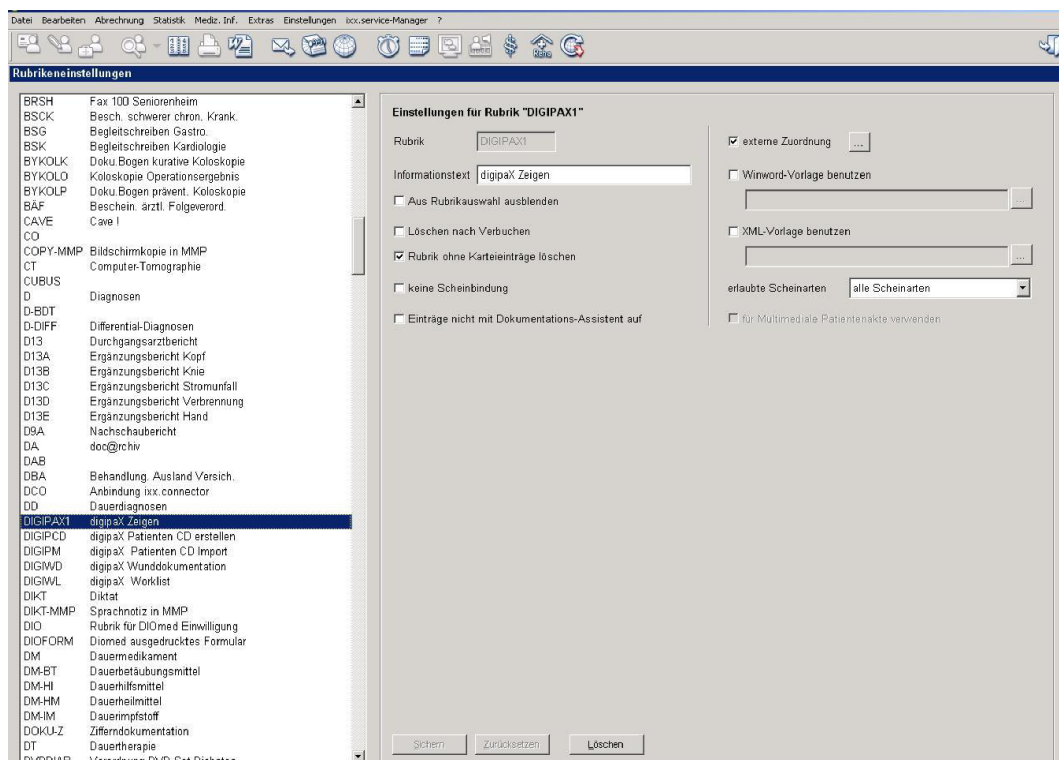 Datei Bearbeiten Abrechnung Statistik Mediz. Inf. Extras Einstellungen ixx.service-Manager ?
Reha
Rubrikeneinstellungen
BRSH Fax 100 Seniorenheim
BSCK Besch. schwerer chron. Krank.
BSG Begleitschreiben Gastro.
BSK Begleitschreiben Kardiologie
BYKOLK Doku.Bogen kurative Koloskopie
BYKOLO Koloskopie Operationsergebnis
BYKOLP Doku.Bogen prävent. Koloskopie
BÄF Beschein. ärztl. Folgeverord.
CAVE Cave !
CO
COPY-MMP Bildschirmkopie in MMP
CT Computer-Tomographie
CUBUS
D Diagnosen
D-BDT
D-DIFF Differential-Diagnosen
D13 Durchgangsarztbericht
D13A Ergänzungsbericht Kopf
D13B Ergänzungsbericht Knie
D13C Ergänzungsbericht Stromunfall
D13D Ergänzungsbericht Verbrennung
D13E Ergänzungsbericht Hand
D9A Nachschaubericht
DA doc@rchiv
DAB
DBA Behandlung. Ausland Versich.
DCO Anbindung ixx.connector
DD Dauerdiagnosen
DIGIPAX1 digipaX Zeigen
DIGIPCD digipaX Patienten CD erstellen
DIGIPM digipaX Patienten CD Import
DIGIWD digipaX Wunddokumentation
DIGIWL digipaX Worklist
DIKT Diktat
DIKT-MMP Sprachnotiz in MMP
DIO Rubrik für DIOmed Einwilligung
DIOFORM Diomed ausgedrucktes Formular
DM Dauermedikament
DM-BT Dauerbetäubungsmittel
DM-HI Dauerhilfsmittel
DM-HM Dauerheilmittel
DM-IM Dauerimpfstoff
DOKU-Z Zifferndokumentation
DT Dauertherapie
Einstellungen für Rubrik "DIGIPAX1"
Rubrik DIGIPAX1
Informationstext digipaX Zeigen
Aus Rubrikauswahl ausblenden
Löschen nach Verbuchen
Rubrik ohne Karteieinträge löschen
keine Scheinbindung
Einträge nicht mit Dokumentations-Assistent auf
externe Zuordnung ...
Winword-Vorlage benutzen
...
XML-Vorlage benutzen
...
erlaubte Scheinarten alle Scheinarten
für Multimediale Patientenakte verwenden
Sichern Zurücksetzen Löschen